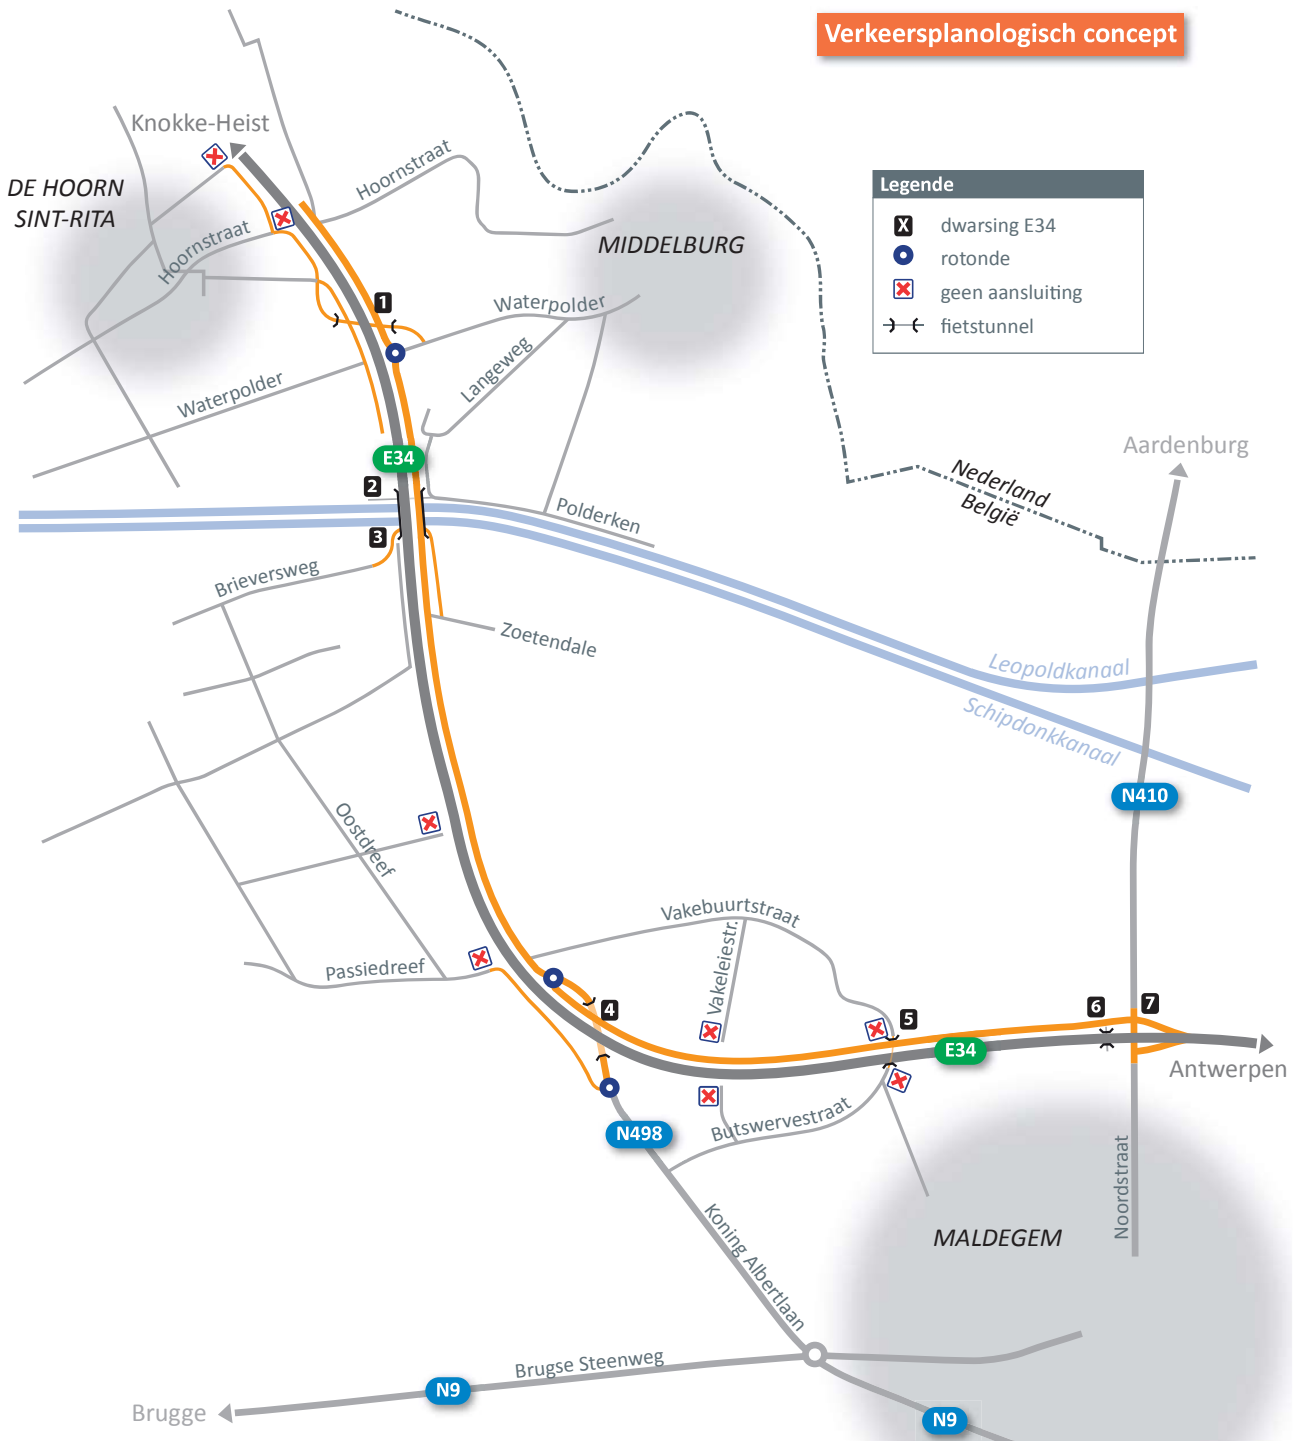 Verkeersplanologisch concept
Knokke-Heist
DE HOORN
SINT-RITA
Hoornstraat
Hoornstraat
MIDDELBURG
Legende
X dwarsing E34
rotonde
geen aansluiting
fietstunnel
1
Waterpolder
Langeweg
Waterpolder
E34
Aardenburg
Nederland
België
2
Polderken
3
Brieversweg
Zoetendale
Leopoldkanaal
Schipdonkkanaal
N410
Oostdreef
Vakebuurtstraat
Vakeleiestr.
Passiedreef
4
5
6
7
E34
Antwerpen
N498
Butswervestraat
Noordstraat
Koning Albertlaan
MALDEGEM
Brugse Steenweg
N9
Brugge
N9